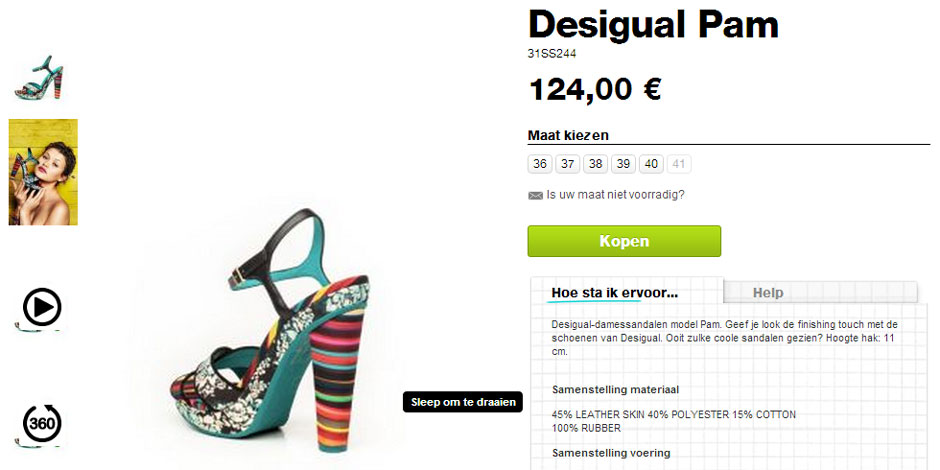 Desigual Pam
31SS244
124,00 €
Maat kiezen
36 37 38 39 40 41
Is uw maat niet voorradig?
Kopen
Hoe sta ik ervoor... Help
Desigual-damessandalen model Pam. Geef je look de finishing touch met de
schoenen van Desigual. Ooit zulke coole sandalen gezien? Hoogte hak: 11
cm.
Samenstelling materiaal
45% LEATHER SKIN 40% POLYESTER 15% COTTON
100% RUBBER
Samenstelling voering
360
Sleep om te draaien